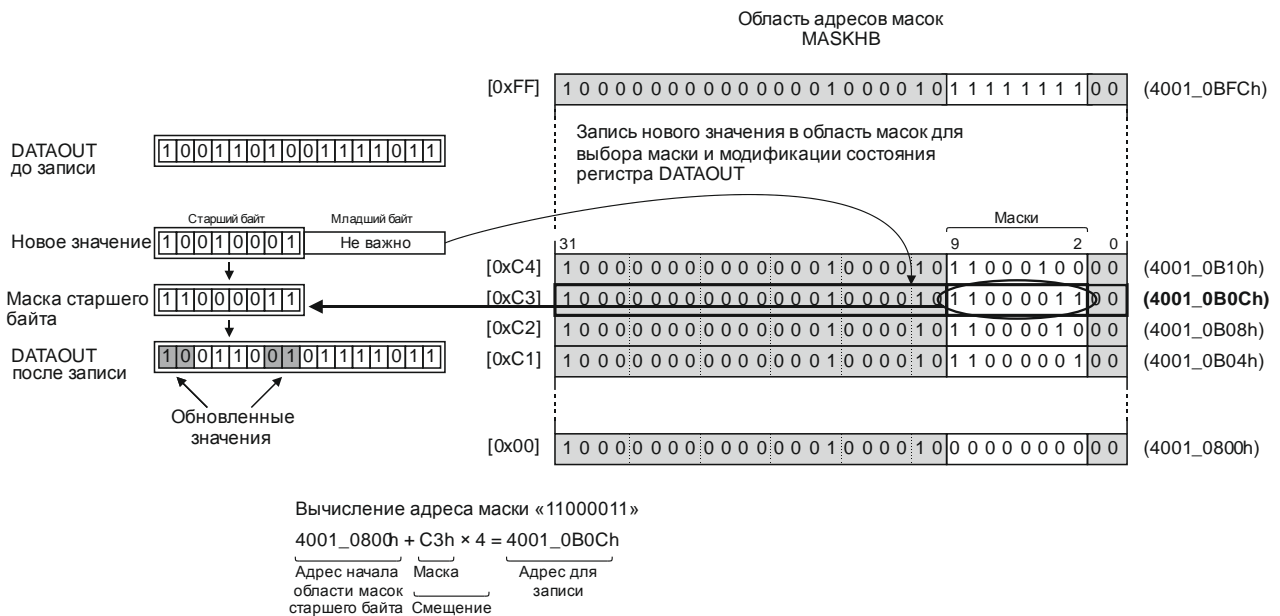 Область адресов масок
MASKHB
[0xFF] 1 0 0 0 0 0 0 0 0 0 0 0 0 0 0 1 0 0 0 0 1 0 1 1 1 1 1 1 1 1 0 0 (4001_0BFCh)
DATAOUT
до записи
1 0 0 1 1 0 1 0 0 1 1 1 1 0 1 1
Запись нового значения в область масок для
выбора маски и модификации состояния
регистра DATAOUT
Старший байт Младший байт
Новое значение 1 0 0 1 0 0 0 1 Не важно
Маски
31 9 2 0
[0xC4] 1 0 0 0 0 0 0 0 0 0 0 0 0 0 0 1 0 0 0 0 1 0 1 1 0 0 0 1 0 0 0 0 (4001_0B10h)
Маска старшего
байта
1 1 0 0 0 0 1 1
[0xC3] 1 0 0 0 0 0 0 0 0 0 0 0 0 0 0 1 0 0 0 0 1 0 1 1 0 0 0 0 1 1 0 0 (4001_0B0Ch)
[0xC2] 1 0 0 0 0 0 0 0 0 0 0 0 0 0 0 1 0 0 0 0 1 0 1 1 0 0 0 0 1 0 0 0 (4001_0B08h)
DATAOUT
после записи
1 0 0 1 1 0 0 1 0 1 1 1 1 0 1 1
[0xC1] 1 0 0 0 0 0 0 0 0 0 0 0 0 0 0 1 0 0 0 0 1 0 1 1 0 0 0 0 0 1 0 0 (4001_0B04h)
Обновленные
значения
[0x00] 1 0 0 0 0 0 0 0 0 0 0 0 0 0 0 1 0 0 0 0 1 0 0 0 0 0 0 0 0 0 0 0 (4001_0800h)
Вычисление адреса маски «11000011»
4001_0800h + C3h × 4 = 4001_0B0Ch
Адрес начала
области масок
старшего байта
Маска
Смещение
Адрес для
записи